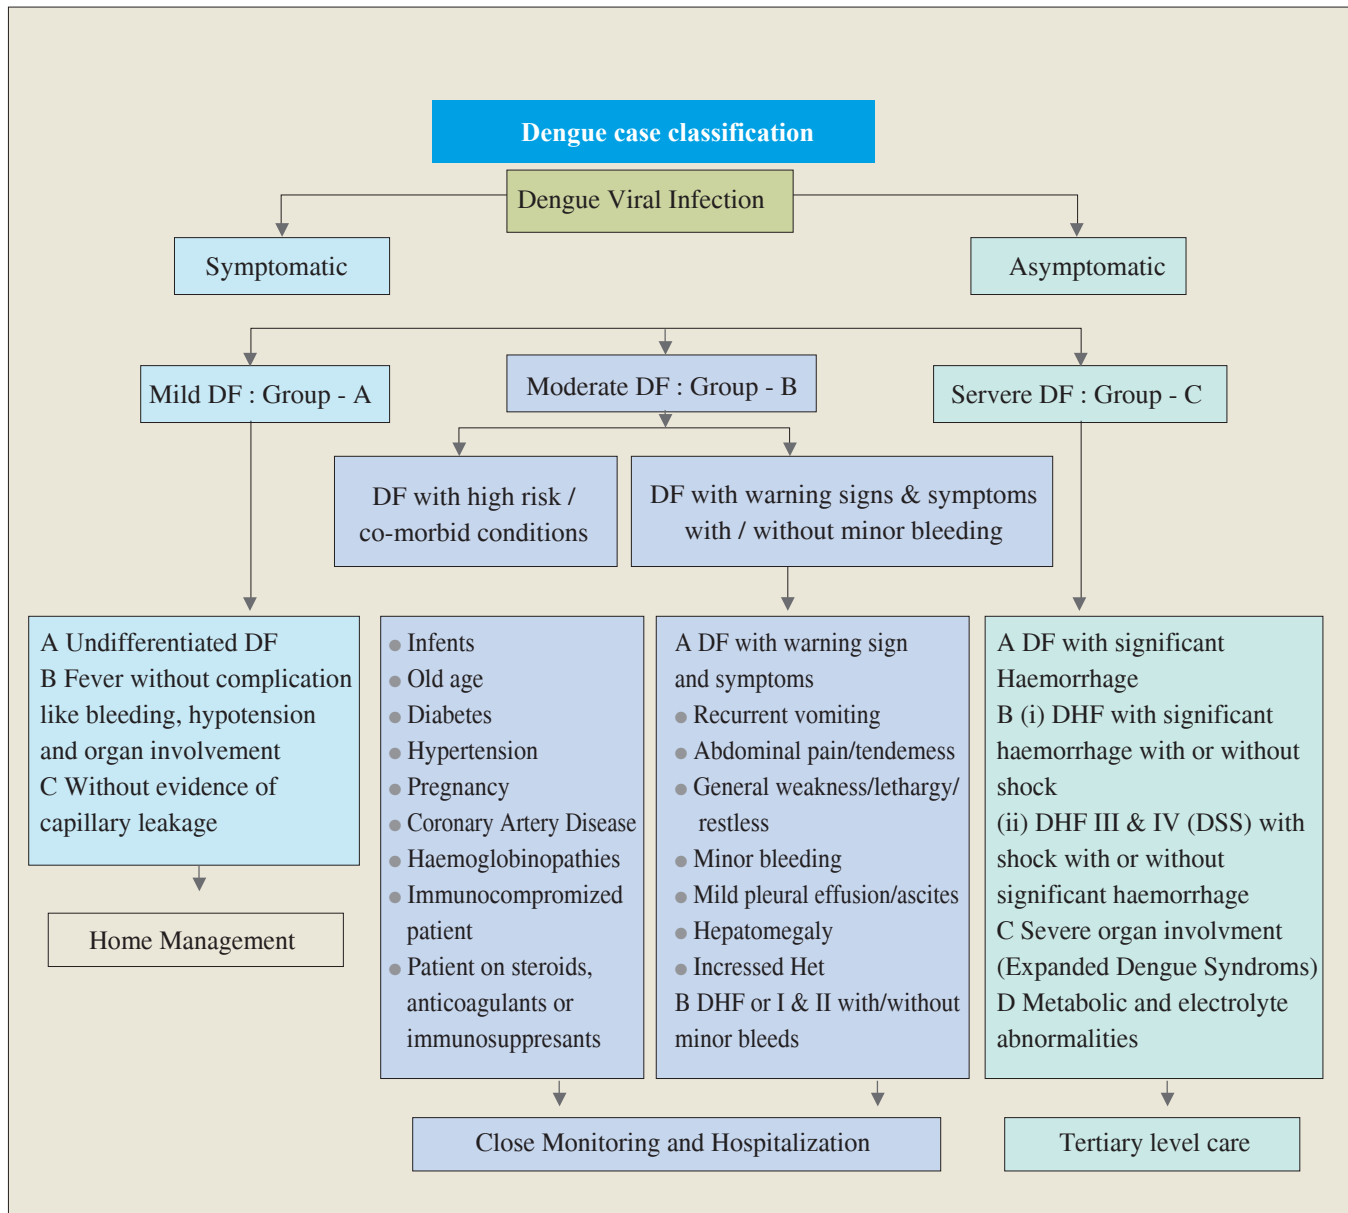 Dengue case classification
Dengue Viral Infection
Symptomatic
Asymptomatic
Mild DF : Group - A
Moderate DF : Group - B
Servere DF : Group - C
DF with high risk /
co-morbid conditions
DF with warning signs & symptoms
with / without minor bleeding
A Undifferentiated DF
B Fever without complication
like bleeding, hypotension
and organ involvement
C Without evidence of
capillary leakage
● Infents
● Old age
● Diabetes
● Hypertension
● Pregnancy
● Coronary Artery Disease
● Haemoglobinopathies
● Immunocompromized
patient
● Patient on steroids,
anticoagulants or
immunosuppresants
A DF with warning sign
and symptoms
● Recurrent vomiting
● Abdominal pain/tendemess
● General weakness/lethargy/
restless
● Minor bleeding
● Mild pleural effusion/ascites
● Hepatomegaly
● Incressed Het
B DHF or I & II with/without
minor bleeds
A DF with significant
Haemorrhage
B (i) DHF with significant
haemorrhage with or without
shock
(ii) DHF III & IV (DSS) with
shock with or without
significant haemorrhage
C Severe organ involvment
(Expanded Dengue Syndroms)
D Metabolic and electrolyte
abnormalities
Home Management
Close Monitoring and Hospitalization
Tertiary level care